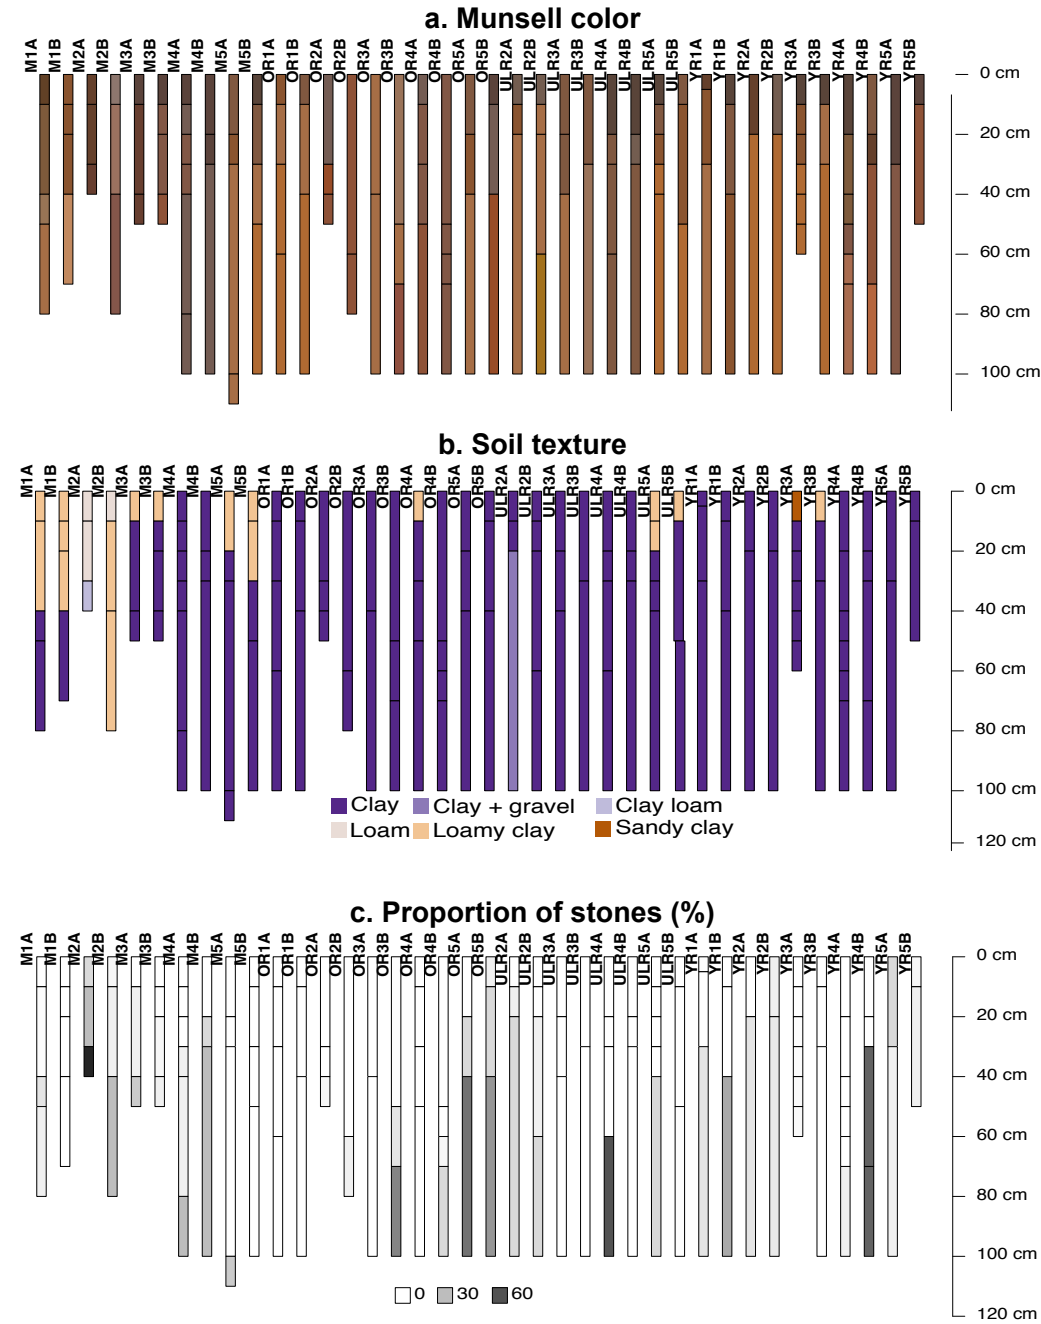 a. Munsell color
M1A M1B M2A M2B M3A M3B M4A M4B M5A M5B OR1A OR1B OR2A OR2B OR3A OR3B OR4A OR4B OR5A OR5B ULR2A ULR2B ULR3A ULR3B ULR4A ULR4B ULR5A ULR5B YR1A YR1B YR2A YR2B YR3A YR3B YR4A YR4B YR5A YR5B
0 cm
20 cm
40 cm
60 cm
80 cm
100 cm
b. Soil texture
M1A M1B M2A M2B M3A M3B M4A M4B M5A M5B OR1A OR1B OR2A OR2B OR3A OR3B OR4A OR4B OR5A OR5B ULR2A ULR2B ULR3A ULR3B ULR4A ULR4B ULR5A ULR5B YR1A YR1B YR2A YR2B YR3A YR3B YR4A YR4B YR5A YR5B
0 cm
20 cm
40 cm
60 cm
80 cm
100 cm
120 cm
Clay Clay + gravel Clay loam
Loam Loamy clay Sandy clay
c. Proportion of stones (%)
M1A M1B M2A M2B M3A M3B M4A M4B M5A M5B OR1A OR1B OR2A OR2B OR3A OR3B OR4A OR4B OR5A OR5B ULR2A ULR2B ULR3A ULR3B ULR4A ULR4B ULR5A ULR5B YR1A YR1B YR2A YR2B YR3A YR3B YR4A YR4B YR5A YR5B
0 cm
20 cm
40 cm
60 cm
80 cm
100 cm
120 cm
0 30 60